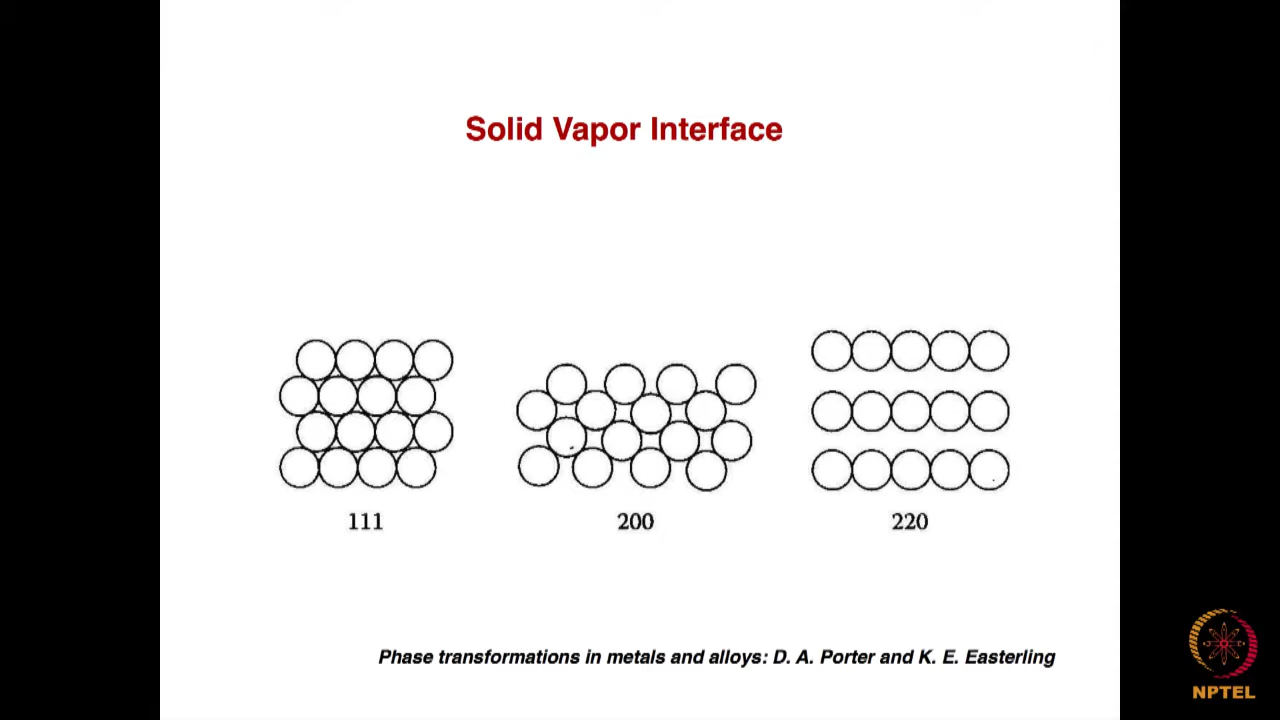 Solid Vapor Interface
111
200
220
Phase transformations in metals and alloys: D. A. Porter and K. E. Easterling
NPTEL